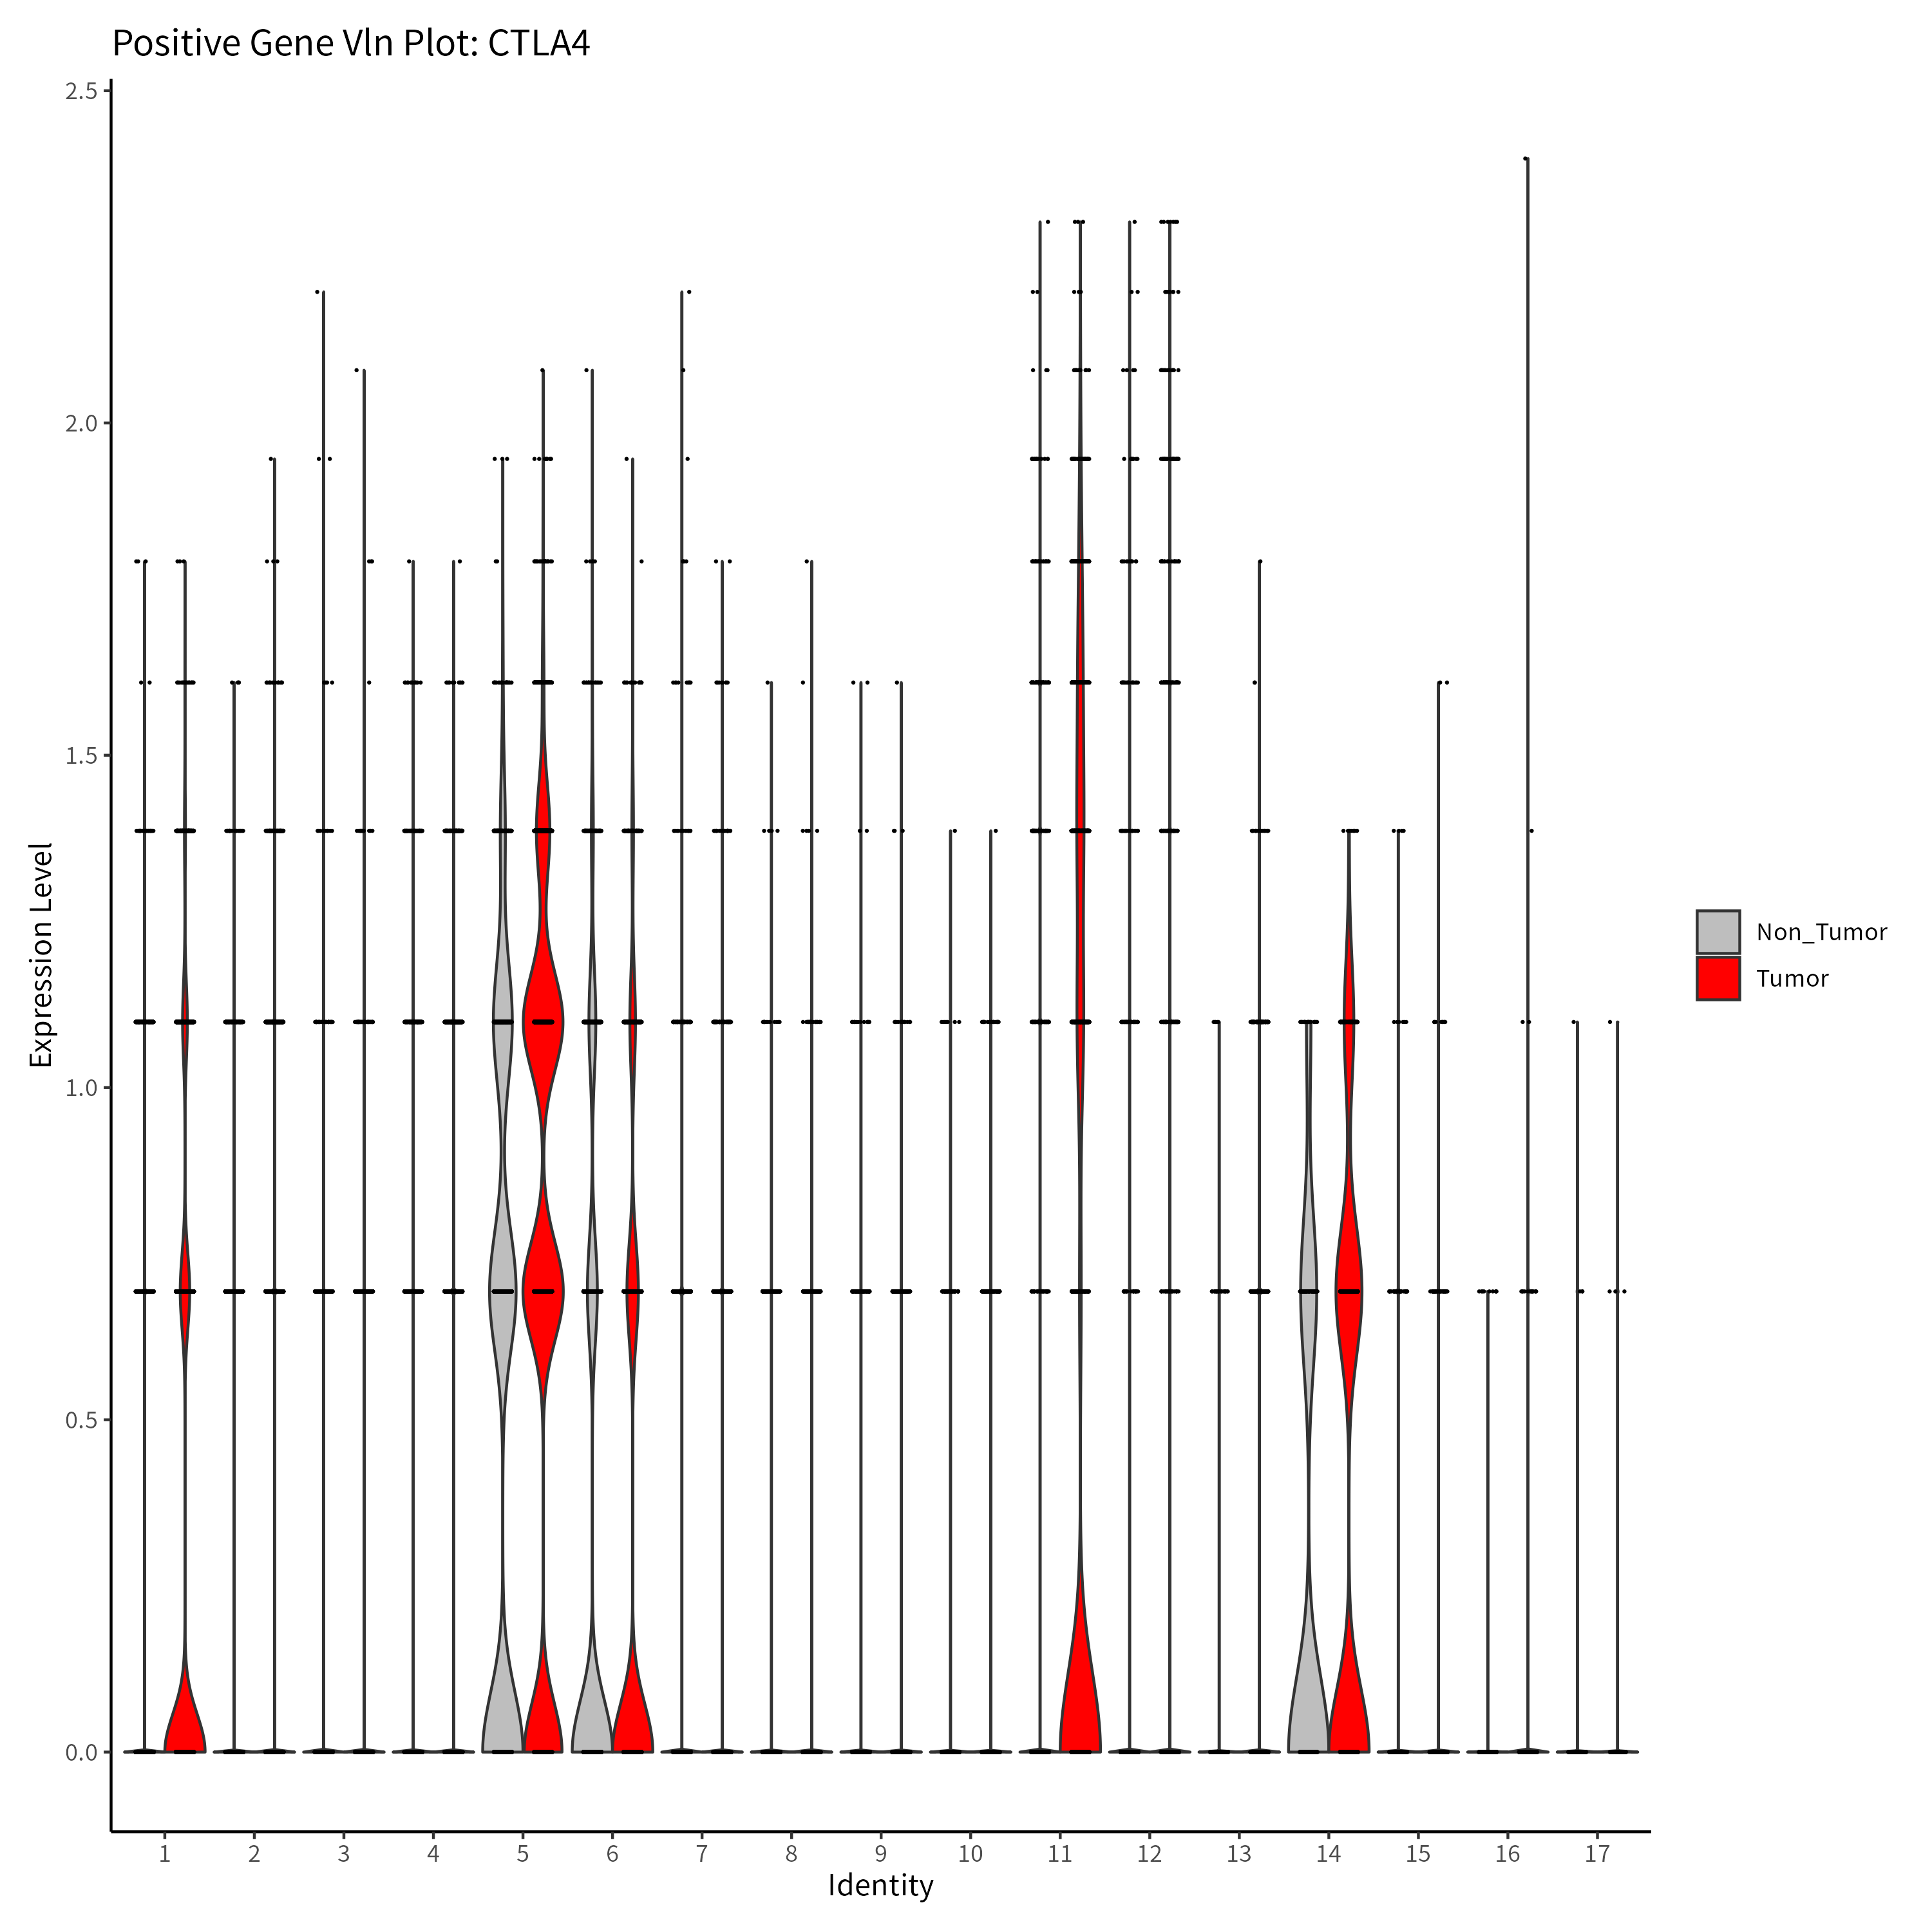 Positive Gene Vln Plot: CTLA4
2.5
2.0
1.5
1.0
0.5
0.0
Expression Level
1 2 3 4 5 6 7 8 9 10 11 12 13 14 15 16 17
Identity
Non_Tumor
Tumor